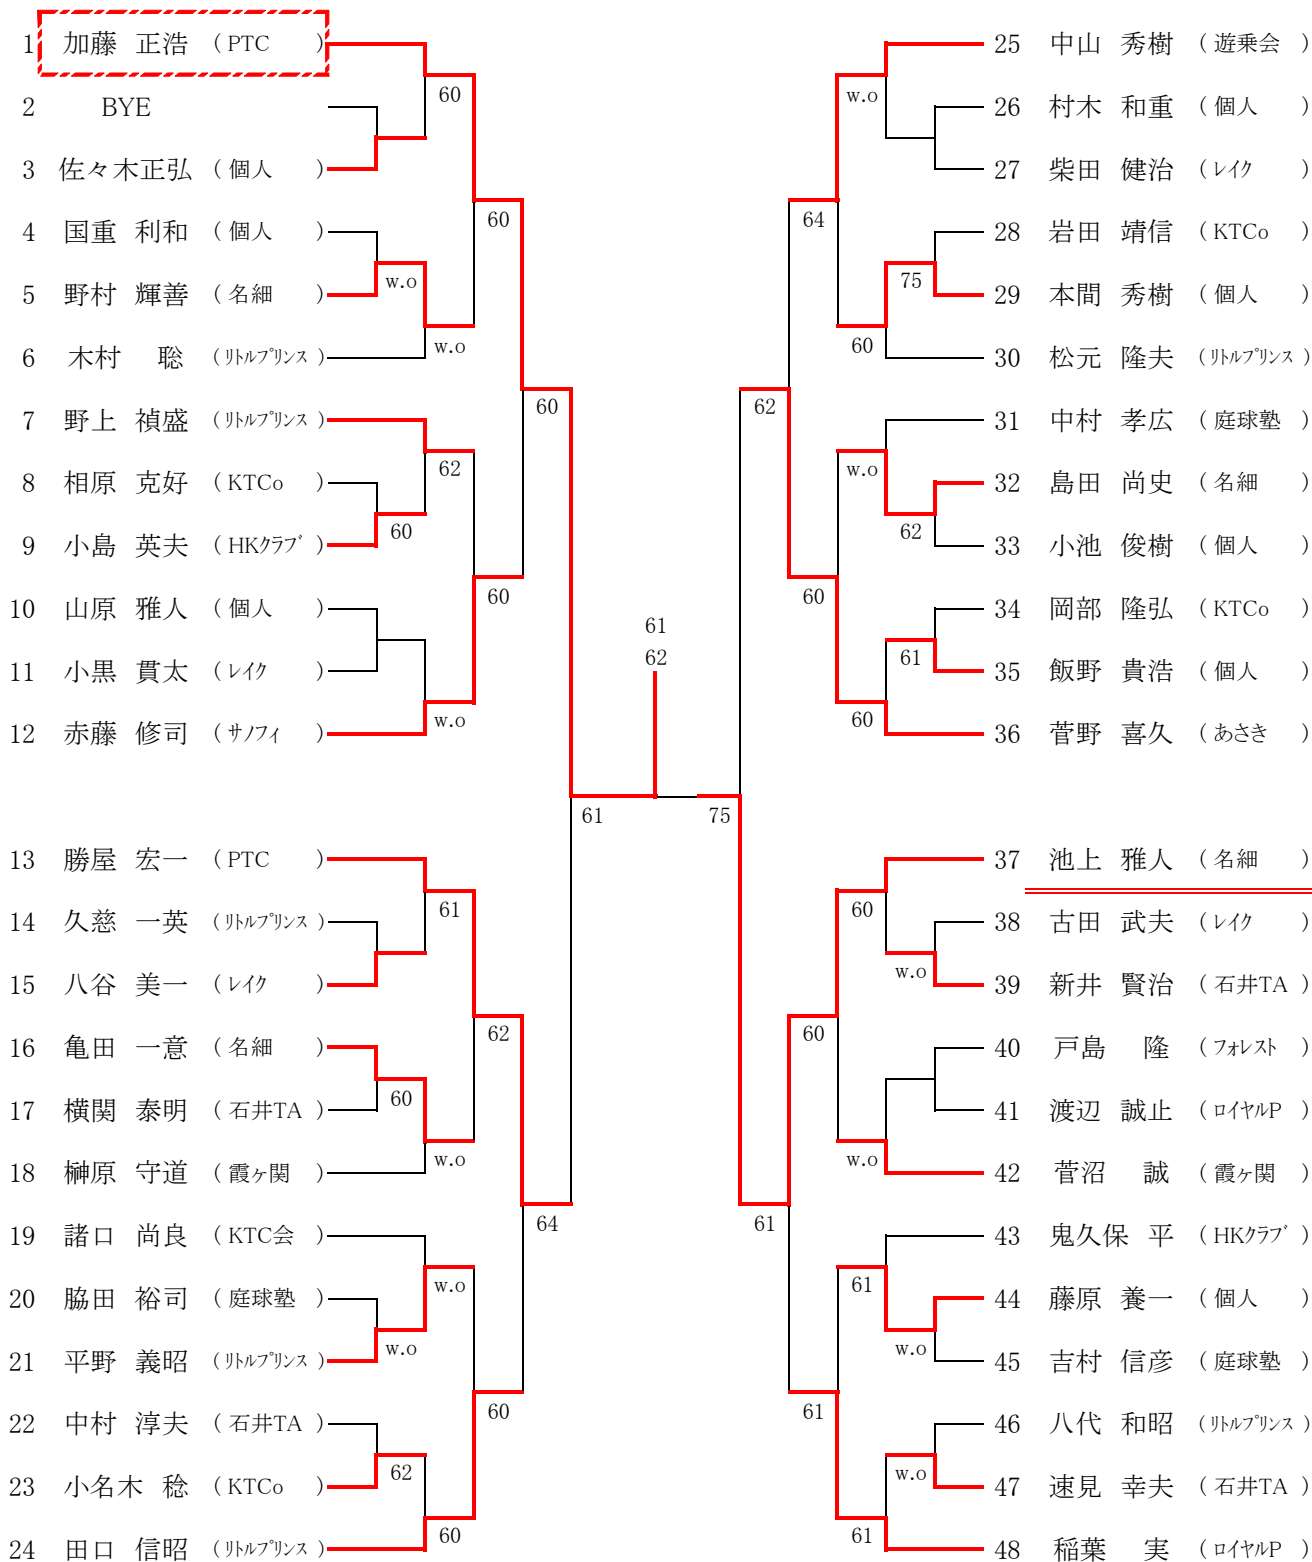 1 加藤 正浩 ( PTC )
2 BYE
3 佐々木正弘 ( 個人 )
4 国重 利和 ( 個人 )
5 野村 輝善 ( 名細 )
6 木村 聡 ( ﾘﾄﾙﾌﾟﾘﾝｽ )
7 野上 禎盛 ( ﾘﾄﾙﾌﾟﾘﾝｽ )
8 相原 克好 ( KTCo )
9 小島 英夫 ( HKｸﾗﾌﾞ )
10 山原 雅人 ( 個人 )
11 小黒 貫太 ( ﾚｲｸ )
12 赤藤 修司 ( ｻﾉﾌｨ )
13 勝屋 宏一 ( PTC )
14 久慈 一英 ( ﾘﾄﾙﾌﾟﾘﾝｽ )
15 八谷 美一 ( ﾚｲｸ )
16 亀田 一意 ( 名細 )
17 横関 泰明 ( 石井TA )
18 榊原 守道 ( 霞ヶ関 )
19 諸口 尚良 ( KTC会 )
20 脇田 裕司 ( 庭球塾 )
21 平野 義昭 ( ﾘﾄﾙﾌﾟﾘﾝｽ )
22 中村 淳夫 ( 石井TA )
23 小名木 稔 ( KTCo )
24 田口 信昭 ( ﾘﾄﾙﾌﾟﾘﾝｽ )
60
w.o
w.o
62
60
w.o
61
60
w.o
w.o
w.o
62
60
60
60
62
60
60
64
61
61
62
75
62
61
64
60
60
61
w.o
75
60
w.o
62
61
60
60
w.o
w.o
61
w.o
w.o
61
25 中山 秀樹 ( 遊乗会 )
26 村木 和重 ( 個人 )
27 柴田 健治 ( ﾚｲｸ )
28 岩田 靖信 ( KTCo )
29 本間 秀樹 ( 個人 )
30 松元 隆夫 ( ﾘﾄﾙﾌﾟﾘﾝｽ )
31 中村 孝広 ( 庭球塾 )
32 島田 尚史 ( 名細 )
33 小池 俊樹 ( 個人 )
34 岡部 隆弘 ( KTCo )
35 飯野 貴浩 ( 個人 )
36 菅野 喜久 ( あさき )
37 池上 雅人 ( 名細 )
38 古田 武夫 ( ﾚｲｸ )
39 新井 賢治 ( 石井TA )
40 戸島 隆 ( ﾌｫﾚｽﾄ )
41 渡辺 誠止 ( ﾛｲﾔﾙP )
42 菅沼 誠 ( 霞ヶ関 )
43 鬼久保 平 ( HKｸﾗﾌﾞ )
44 藤原 養一 ( 個人 )
45 吉村 信彦 ( 庭球塾 )
46 八代 和昭 ( ﾘﾄﾙﾌﾟﾘﾝｽ )
47 速見 幸夫 ( 石井TA )
48 稲葉 実 ( ﾛｲﾔﾙP )